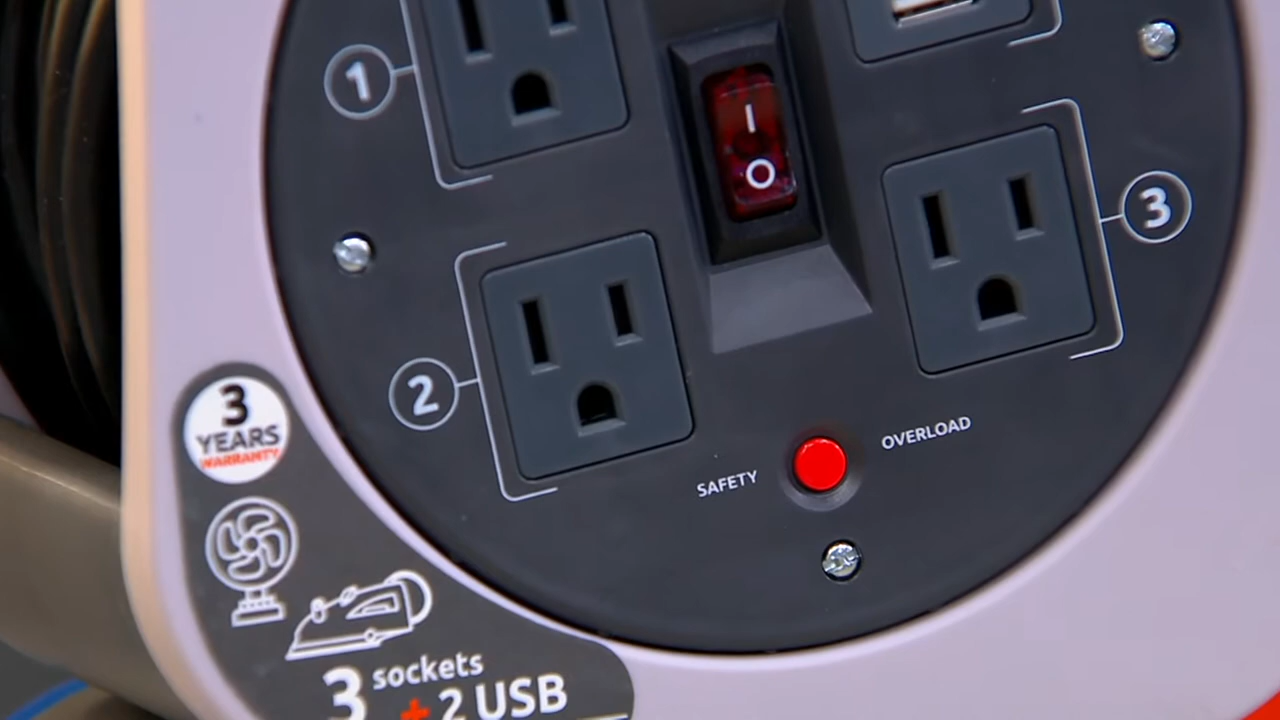 1
I
O
3
2
OVERLOAD
SAFETY
3
YEARS
WARRANTY
3 sockets
+ 2 USB